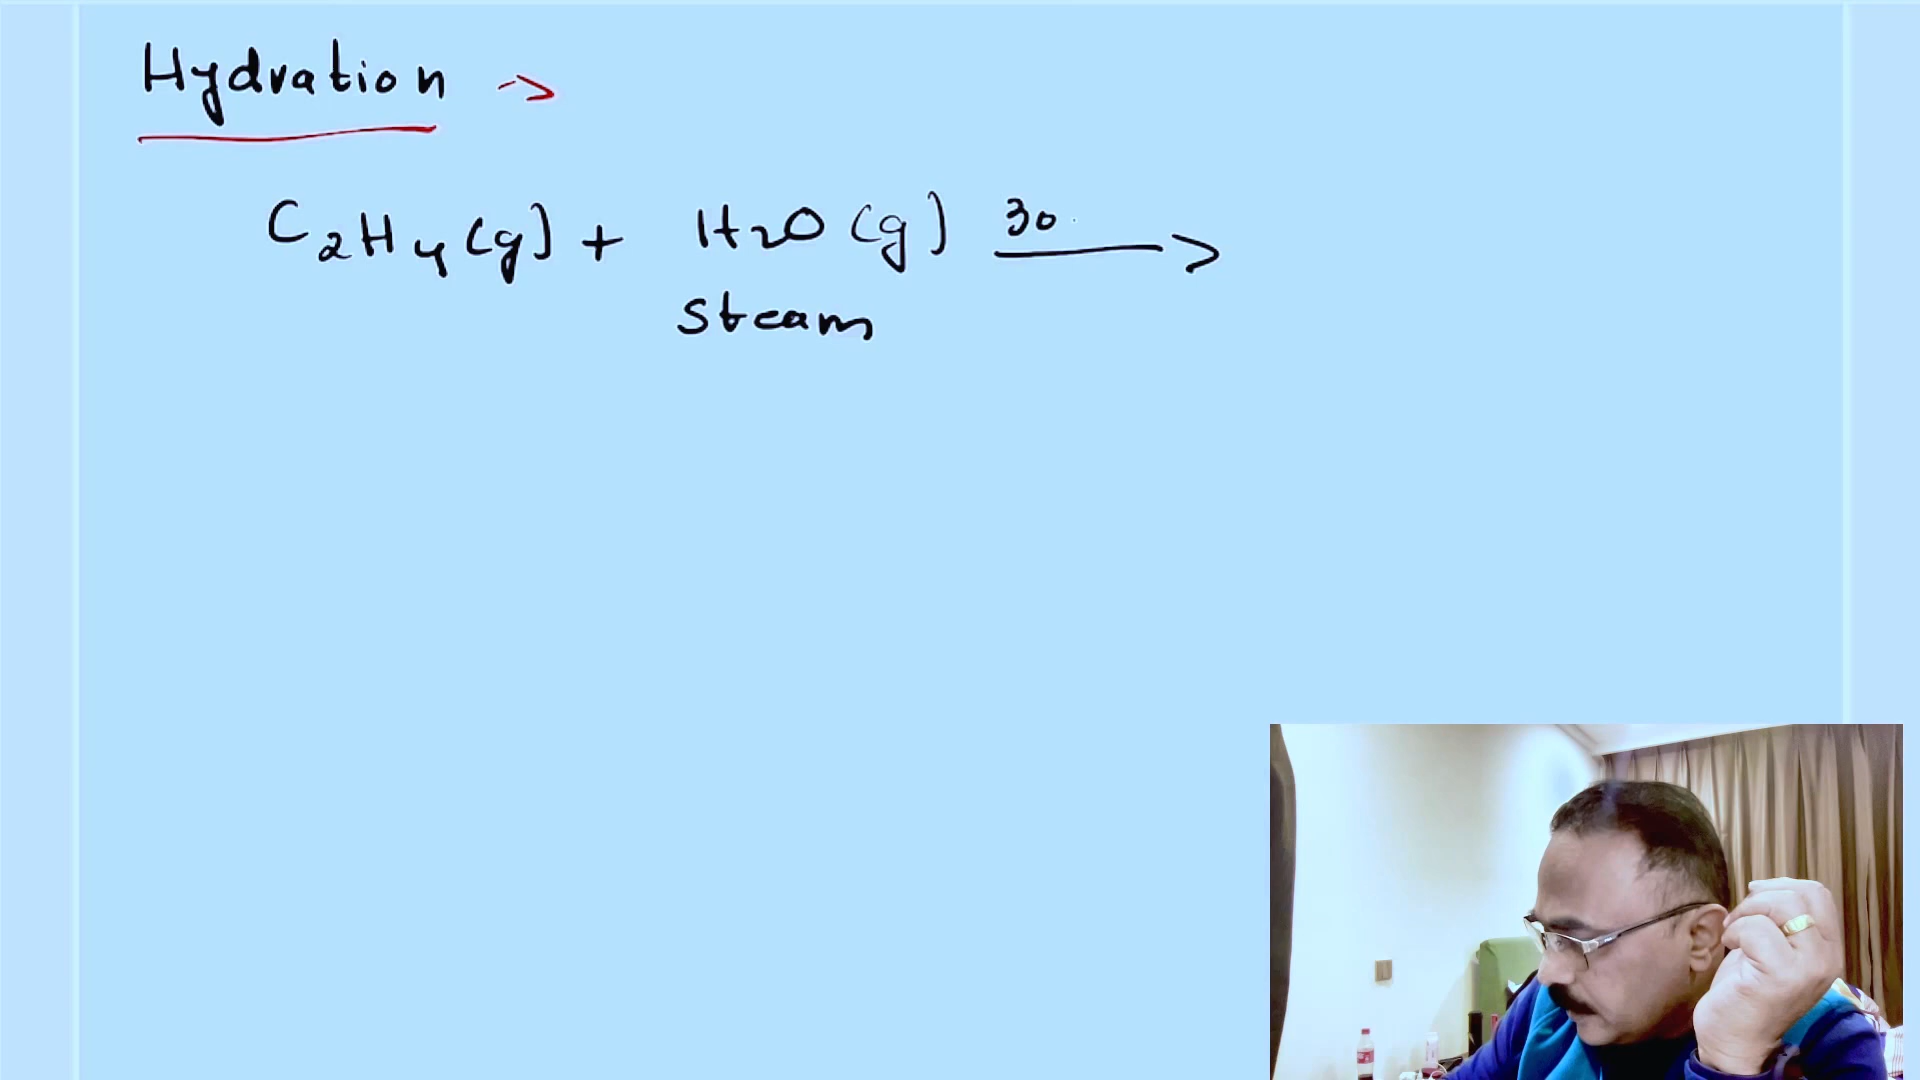 Hydration ->
C2H4(g) + H2O(g) 30 ->
steam